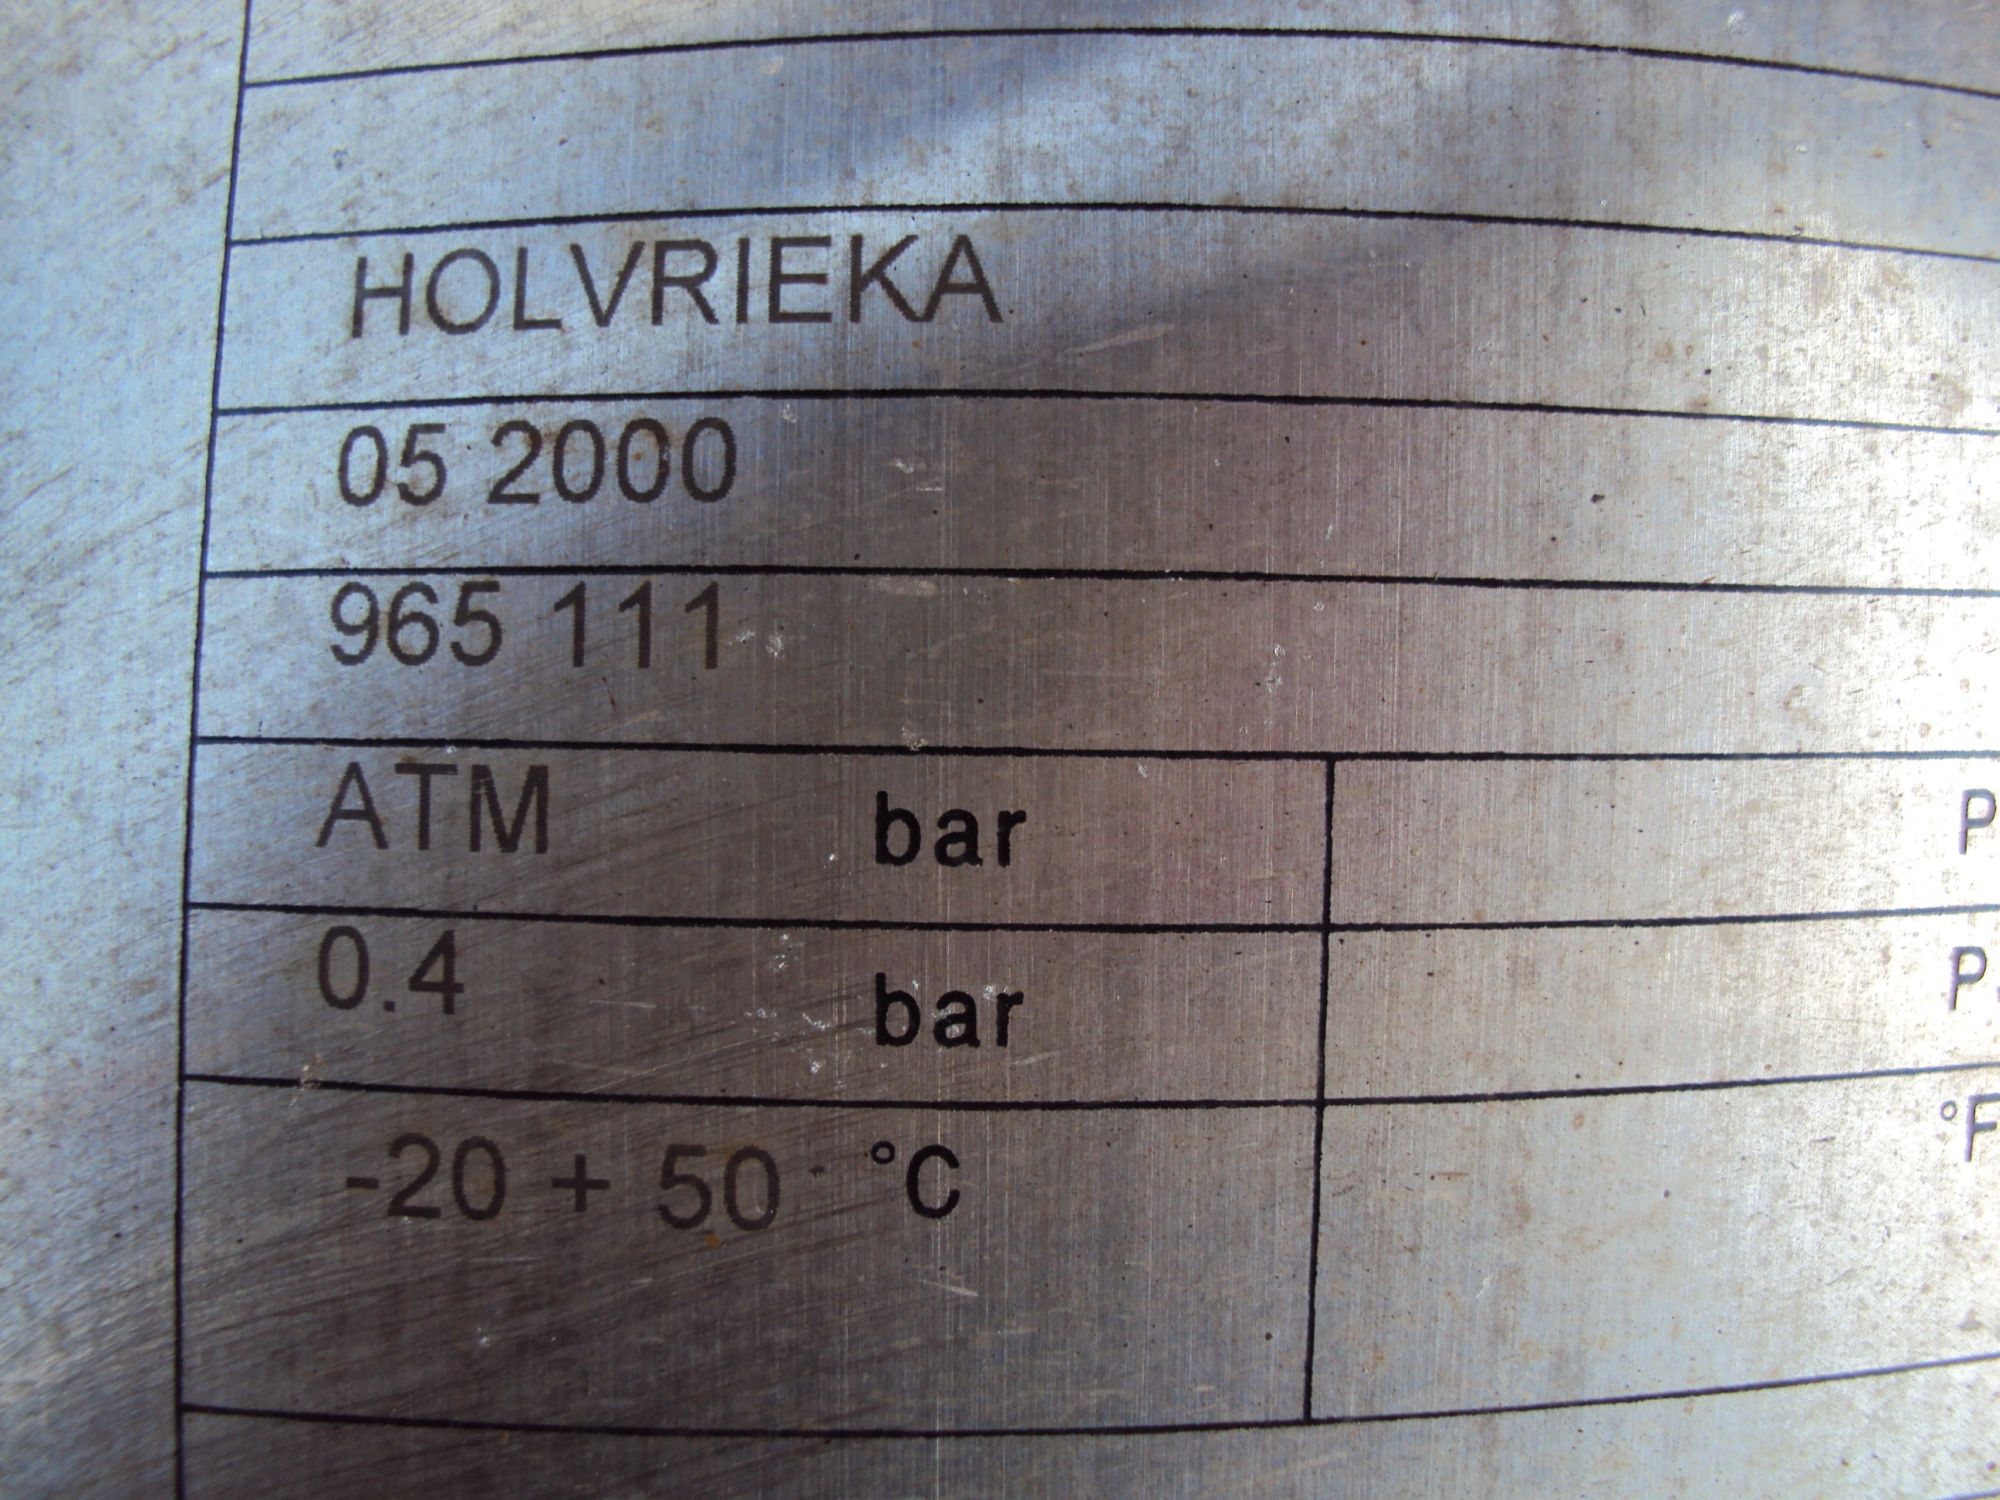 HOLVRIEKA
05 2000
965 111
ATM bar P
0.4 bar P
-20 + 50 °C °F